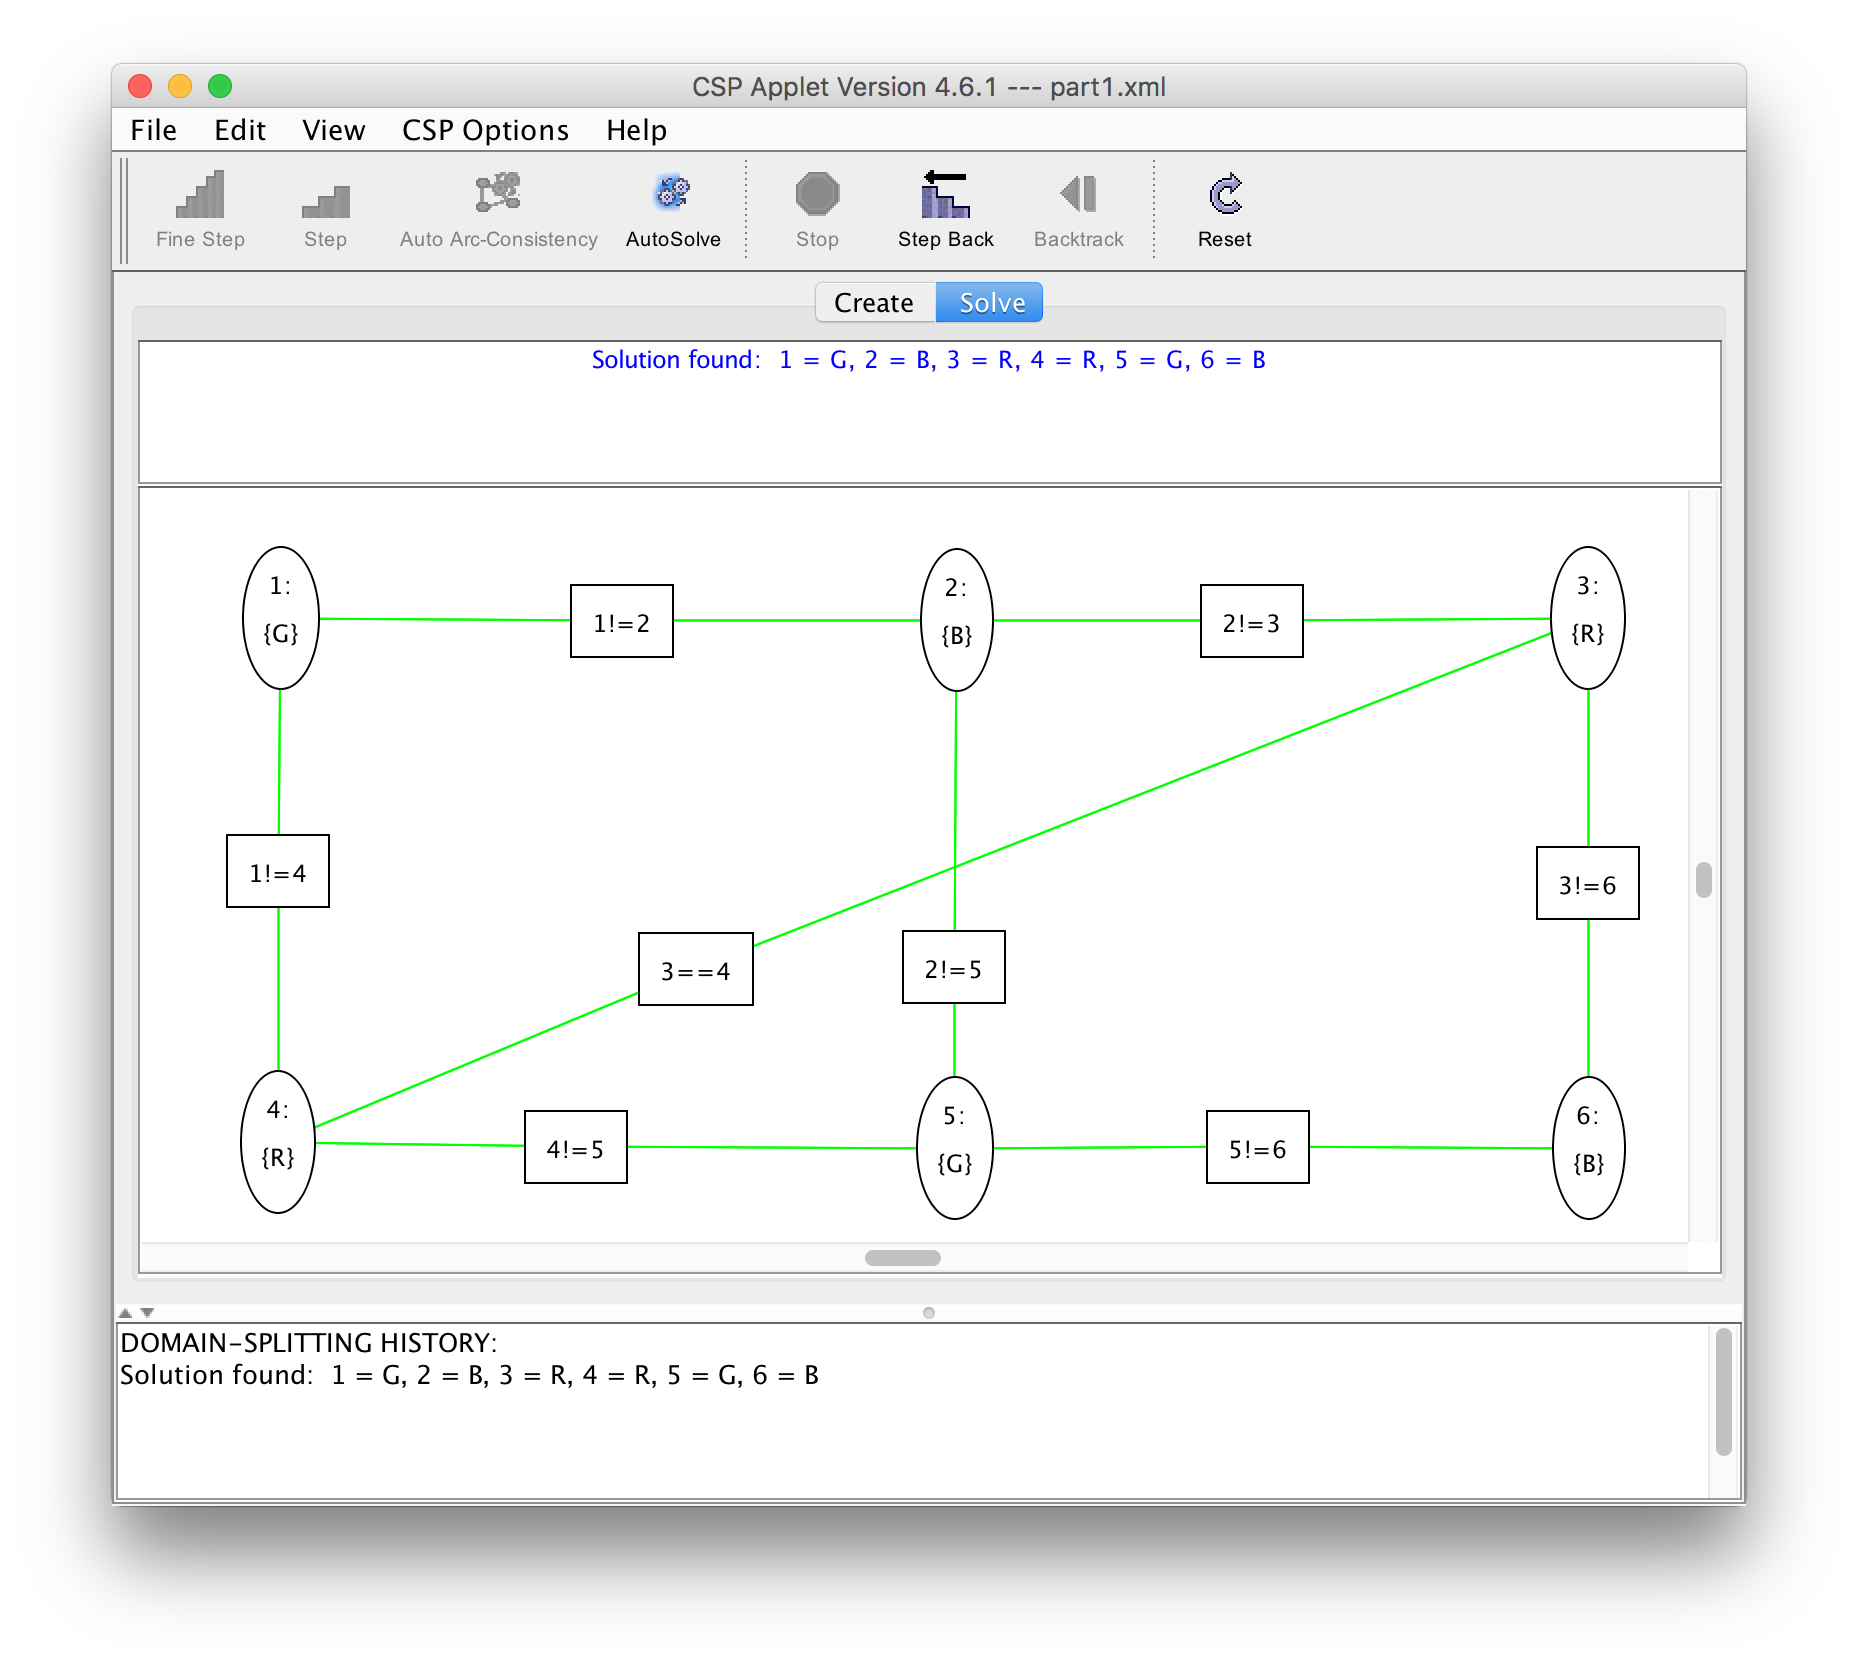 CSP Applet Version 4.6.1 --- part1.xml
File Edit View CSP Options Help
Fine Step Step Auto Arc-Consistency AutoSolve Stop Step Back Backtrack Reset
Create Solve
Solution found: 1 = G, 2 = B, 3 = R, 4 = R, 5 = G, 6 = B
1: 2: 3:
{G} 1!=2 {B} 2!=3 {R}
1!=4 3!=6
3==4 2!=5
4: 5: 6:
{R} 4!=5 {G} 5!=6 {B}
DOMAIN-SPLITTING HISTORY:
Solution found: 1 = G, 2 = B, 3 = R, 4 = R, 5 = G, 6 = B